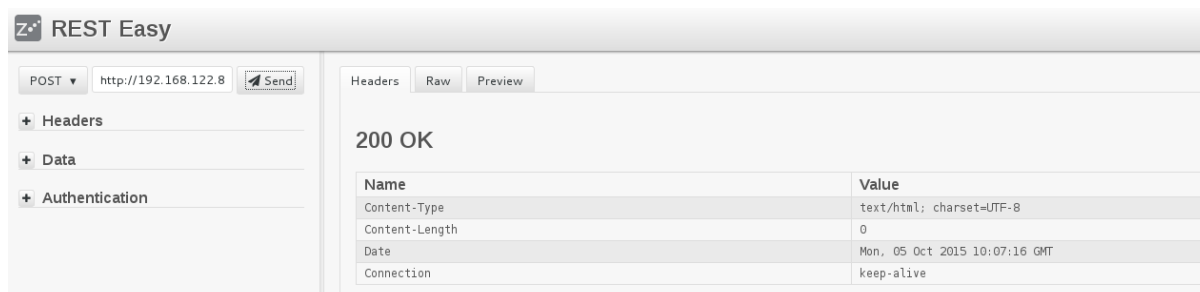 REST Easy
POST ▼ http://192.168.122.8 Send
+ Headers
+ Data
+ Authentication
Headers Raw Preview
200 OK
Name Value
Content-Type text/html; charset=UTF-8
Content-Length 0
Date Mon, 05 Oct 2015 10:07:16 GMT
Connection keep-alive